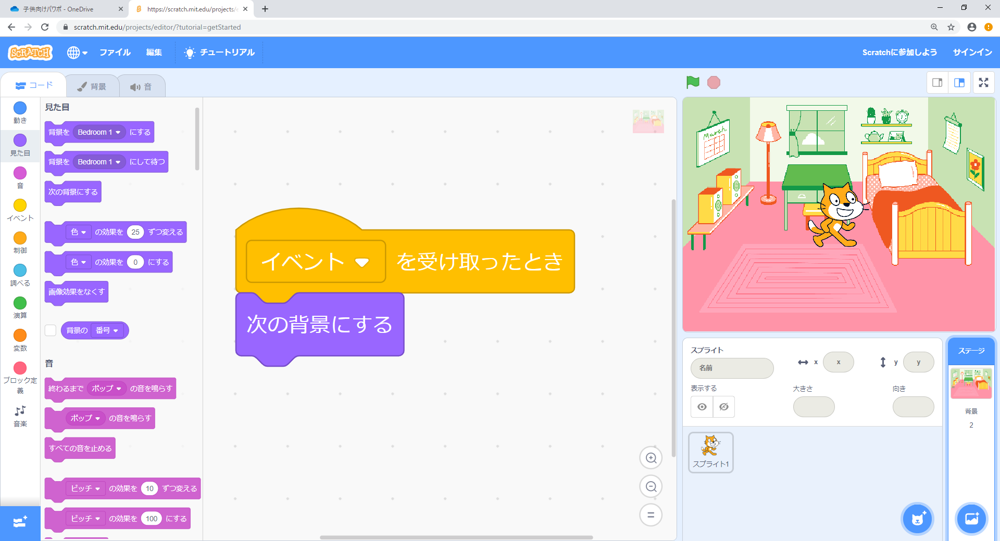 子供向けパワポ - OneDrive
https://scratch.mit.edu/projects/e
scratch.mit.edu/projects/editor/?tutorial=getStarted
SCRATCH
ファイル
編集
チュートリアル
Scratchに参加しよう
サインイン
コード
背景
音
動き
見た目
音
イベント
制御
調べる
演算
変数
ブロック定
義
音楽
見た目
背景を Bedroom 1 にする
背景を Bedroom 1 にして待つ
次の背景にする
色 の効果を 25 ずつ変える
色 の効果を 0 にする
画像効果をなくす
背景の 番号
音
終わるまで ポップ の音を鳴らす
ポップ の音を鳴らす
すべての音を止める
ピッチ の効果を 10 ずつ変える
ピッチ の効果を 100 にする
イベント を受け取ったとき
次の背景にする
March
スプライト
名前
x x
y y
表示する
大きさ
向き
スプライト1
ステージ
背景
2